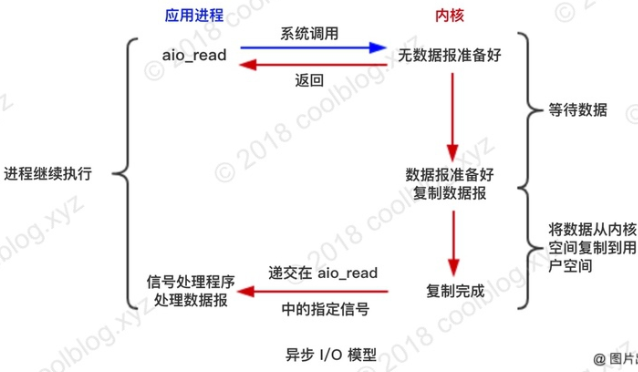 应用进程
内核
系统调用
aio_read
无数据报准备好
返回
等待数据
进程继续执行
数据报准备好
复制数据报
将数据从内核
空间复制到用
户空间
信号处理程序
处理数据报
递交在 aio_read
中的指定信号
复制完成
异步 I/O 模型
@ 图片
© 2018 coolblog.xyz
© 2018 coolblog.xyz
© 2018 coolblog.xyz
coolblog.xyz
coolblog.xyz